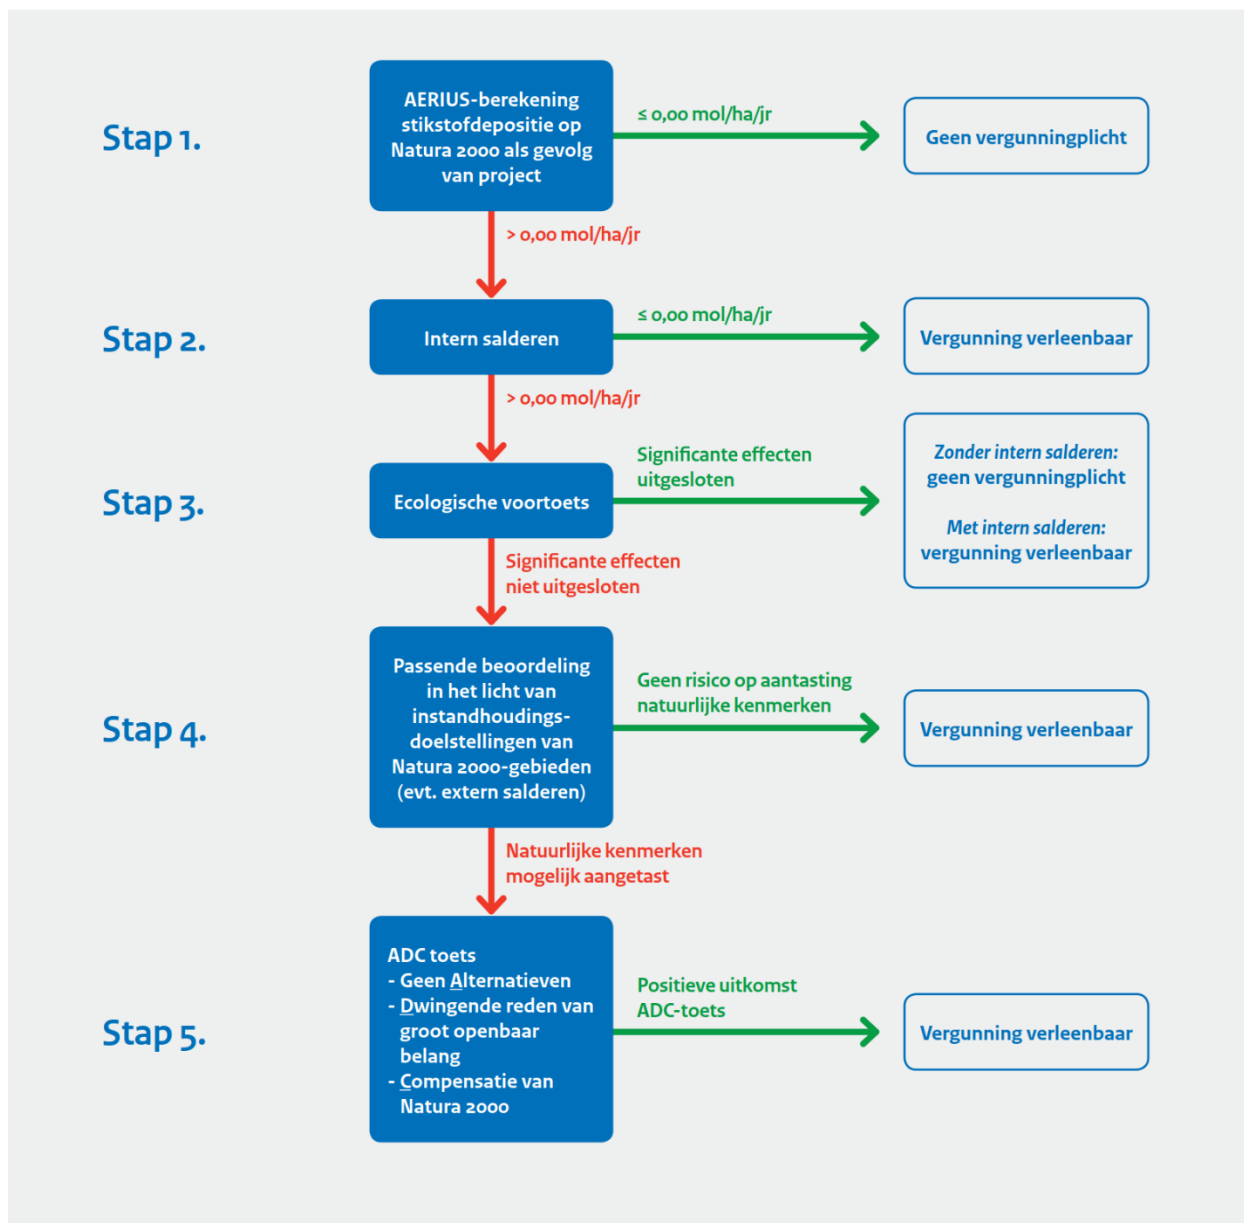 Stap 1.
AERIUS-berekening
stikstofdepositie op
Natura 2000 als gevolg
van project
≤ 0,00 mol/ha/jr
Geen vergunningplicht
> 0,00 mol/ha/jr
Stap 2.
Intern salderen
≤ 0,00 mol/ha/jr
Vergunning verleenbaar
> 0,00 mol/ha/jr
Stap 3.
Ecologische voortoets
Significante effecten
uitgesloten
Zonder intern salderen:
geen vergunningplicht
Met intern salderen:
vergunning verleenbaar
Significante effecten
niet uitgesloten
Stap 4.
Passende beoordeling
in het licht van
instandhoudings-
doelstellingen van
Natura 2000-gebieden
(evt. extern salderen)
Geen risico op aantasting
natuurlijke kenmerken
Vergunning verleenbaar
Natuurlijke kenmerken
mogelijk aangetast
Stap 5.
ADC toets
- Geen Alternatieven
- Dwingende reden van
groot openbaar
belang
- Compensatie van
Natura 2000
Positieve uitkomst
ADC-toets
Vergunning verleenbaar